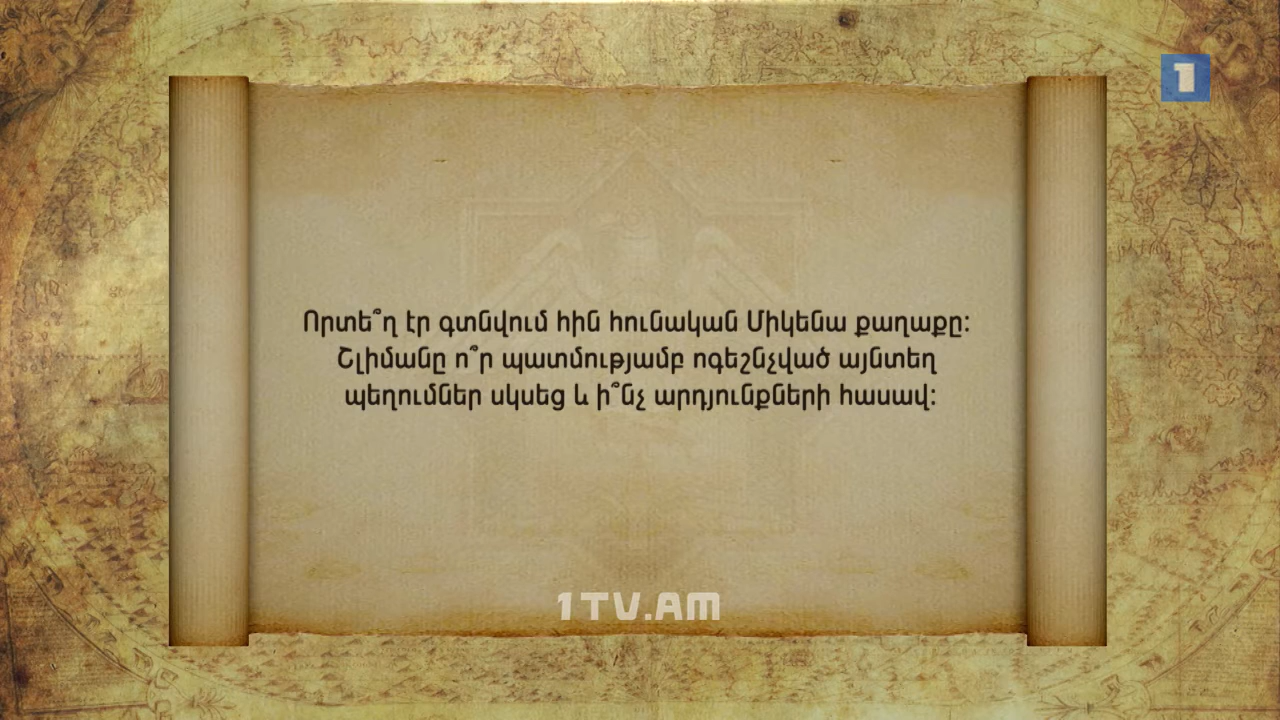 1
Որտե՞ղ էր գտնվում հին հունական Միկենա քաղաքը:
Շլիմանը ո՞ր պատմությամբ ոգեշնչված այնտեղ
պեղումներ սկսեց և ի՞նչ արդյունքների հասավ:
1TV.AM